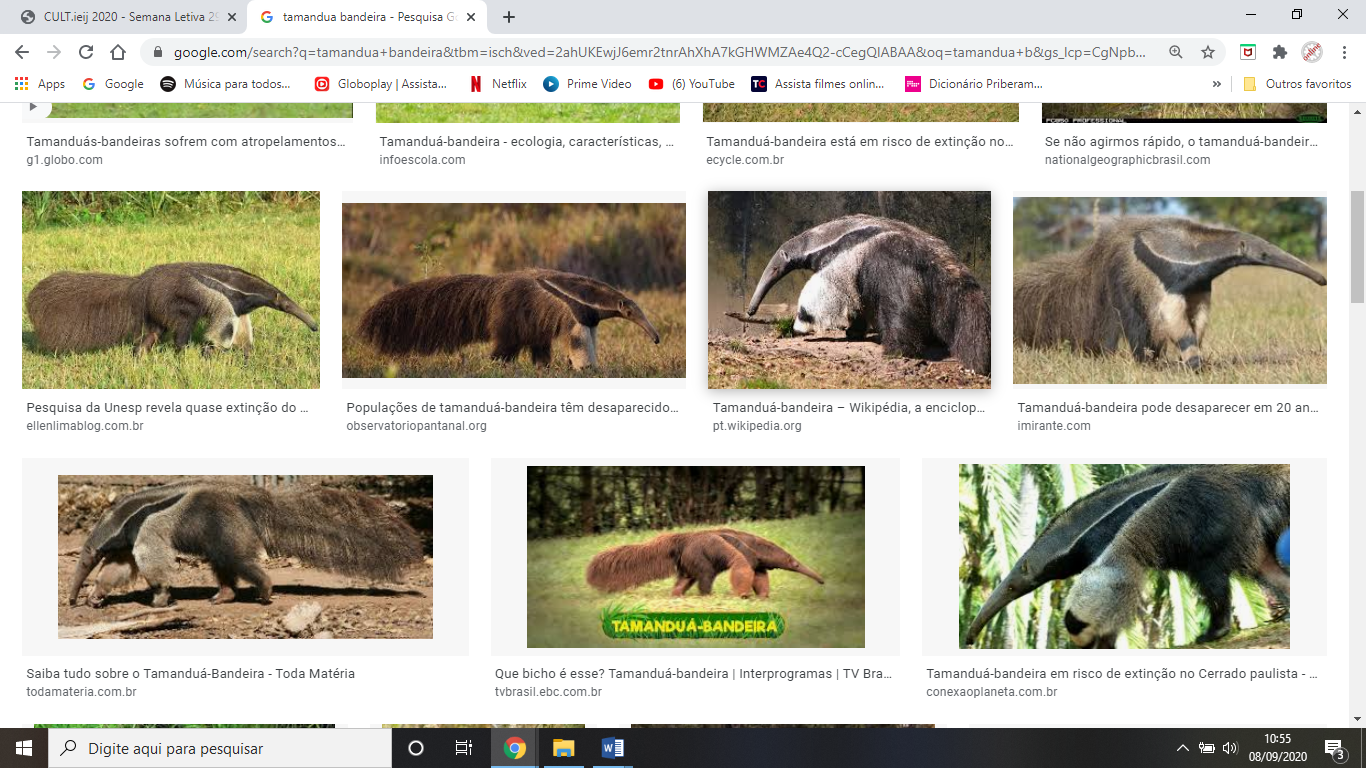 CULT.ieij 2020 - Semana Letiva 29
tamandua bandeira - Pesquisa Go
google.com/search?q=tamandua+bandeira&tbm=isch&ved=2ahUKEwjJ6emr2tnrAhXhA7kGHWMZAe4Q2-cCegQIABAA&oq=tamandua+b&gs_lcp=CgNpb...
Apps Google Música para todos... Globoplay | Assista... Netflix Prime Video (6) YouTube Assista filmes onlin... Dicionário Priberam... » Outros favoritos
PC850 PROFESSIONAL
Tamanduás-bandeiras sofrem com atropelamentos...
g1.globo.com
Tamanduá-bandeira - ecologia, característicás, ...
infoescola.com
Tamanduá-bandeira está em risco de extinção no...
ecycle.com.br
Se não agirmos rápido, o tamanduá-bandeir...
nationalgeographicbrasil.com
Pesquisa da Unesp revela quase extinção do ...
ellenlimablog.com.br
Populações de tamanduá-bandeira têm desaparecido...
observatoriopantanal.org
Tamanduá-bandeira – Wikipédia, a enciclop...
pt.wikipedia.org
Tamanduá-bandeira pode desaparecer em 20 an...
imirante.com
TAMANDUÁ-BANDEIRA
Saiba tudo sobre o Tamanduá-Bandeira - Toda Matéria
todamateria.com.br
Que bicho é esse? Tamanduá-bandeira | Interprogramas | TV Bra...
tvbrasil.ebc.com.br
Tamanduá-bandeira em risco de extinção no Cerrado paulista - ...
conexaoplaneta.com.br
Digite aqui para pesquisar
10:55
08/09/2020
3